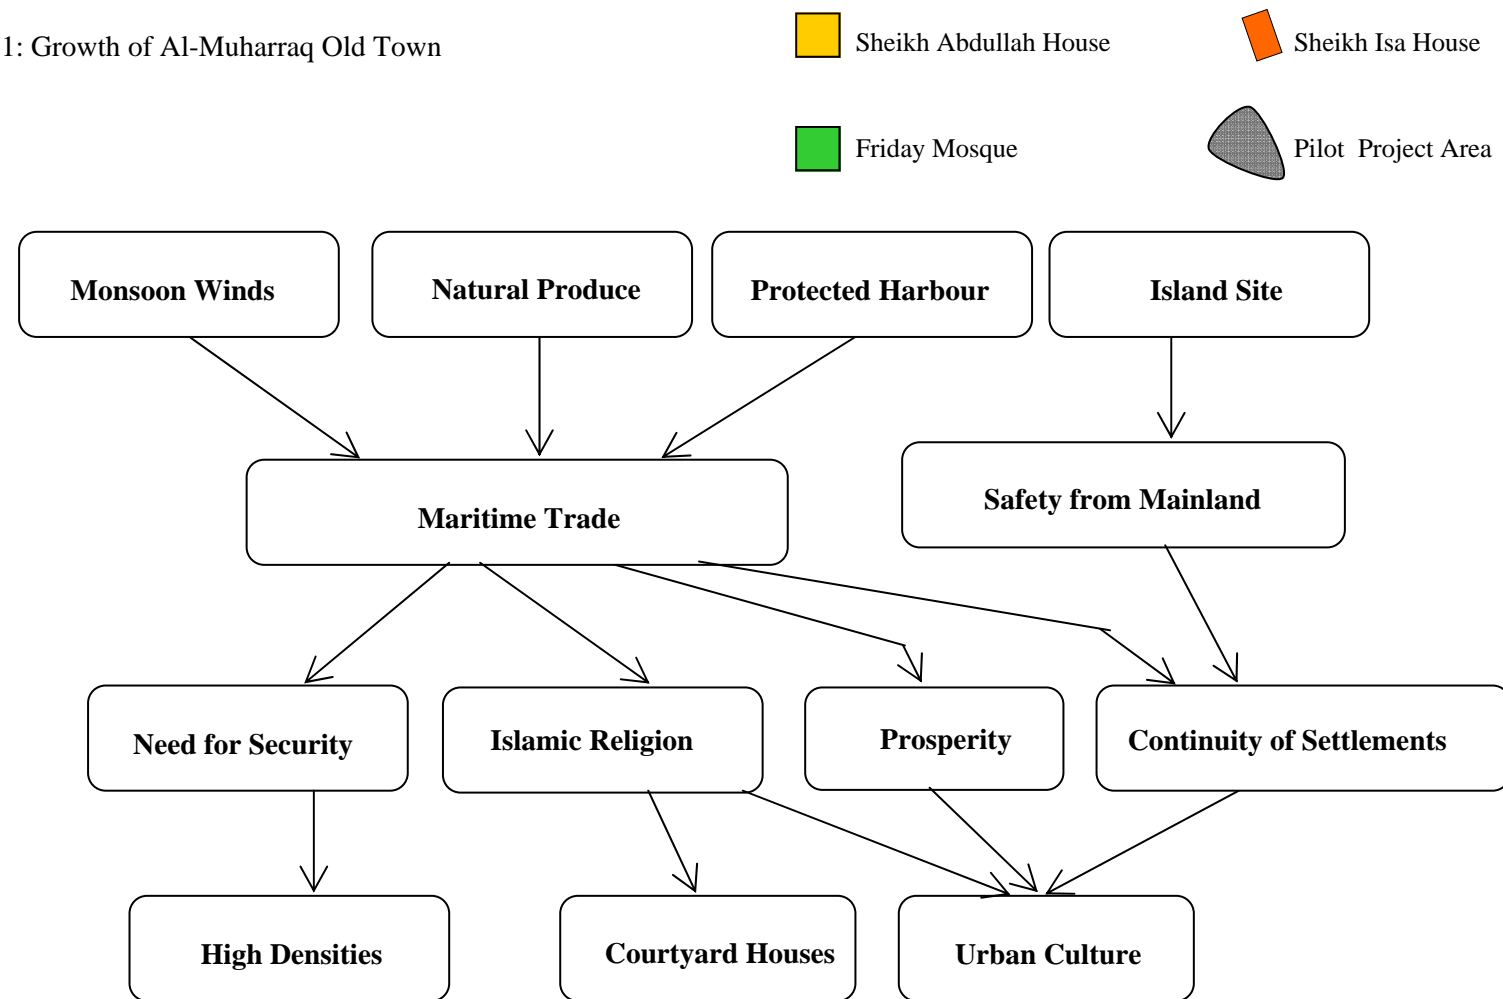 1: Growth of Al-Muharraq Old Town
Sheikh Abdullah House
Sheikh Isa House
Friday Mosque
Pilot Project Area
Monsoon Winds
Natural Produce
Protected Harbour
Island Site
Maritime Trade
Safety from Mainland
Need for Security
Islamic Religion
Prosperity
Continuity of Settlements
High Densities
Courtyard Houses
Urban Culture